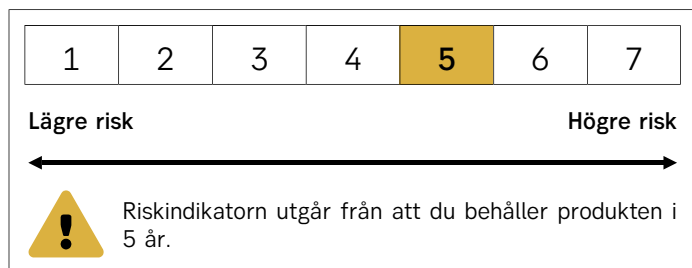 1 2 3 4 5 6 7
Lägre risk Högre risk
Riskindikatorn utgår från att du behåller produkten i
5 år.